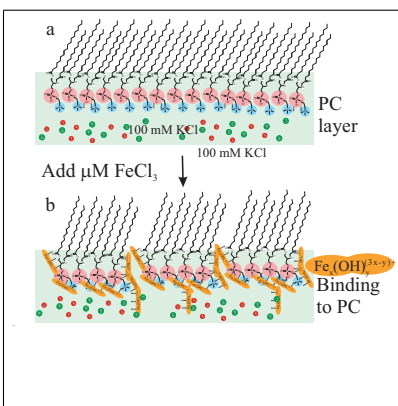 a
PC
layer
100 mM KCl
100 mM KCl
Add μM FeCl₃
b
Feₓ(OH)ᵧ⁽³ˣ⁻ʸ⁾⁺
Binding
to PC